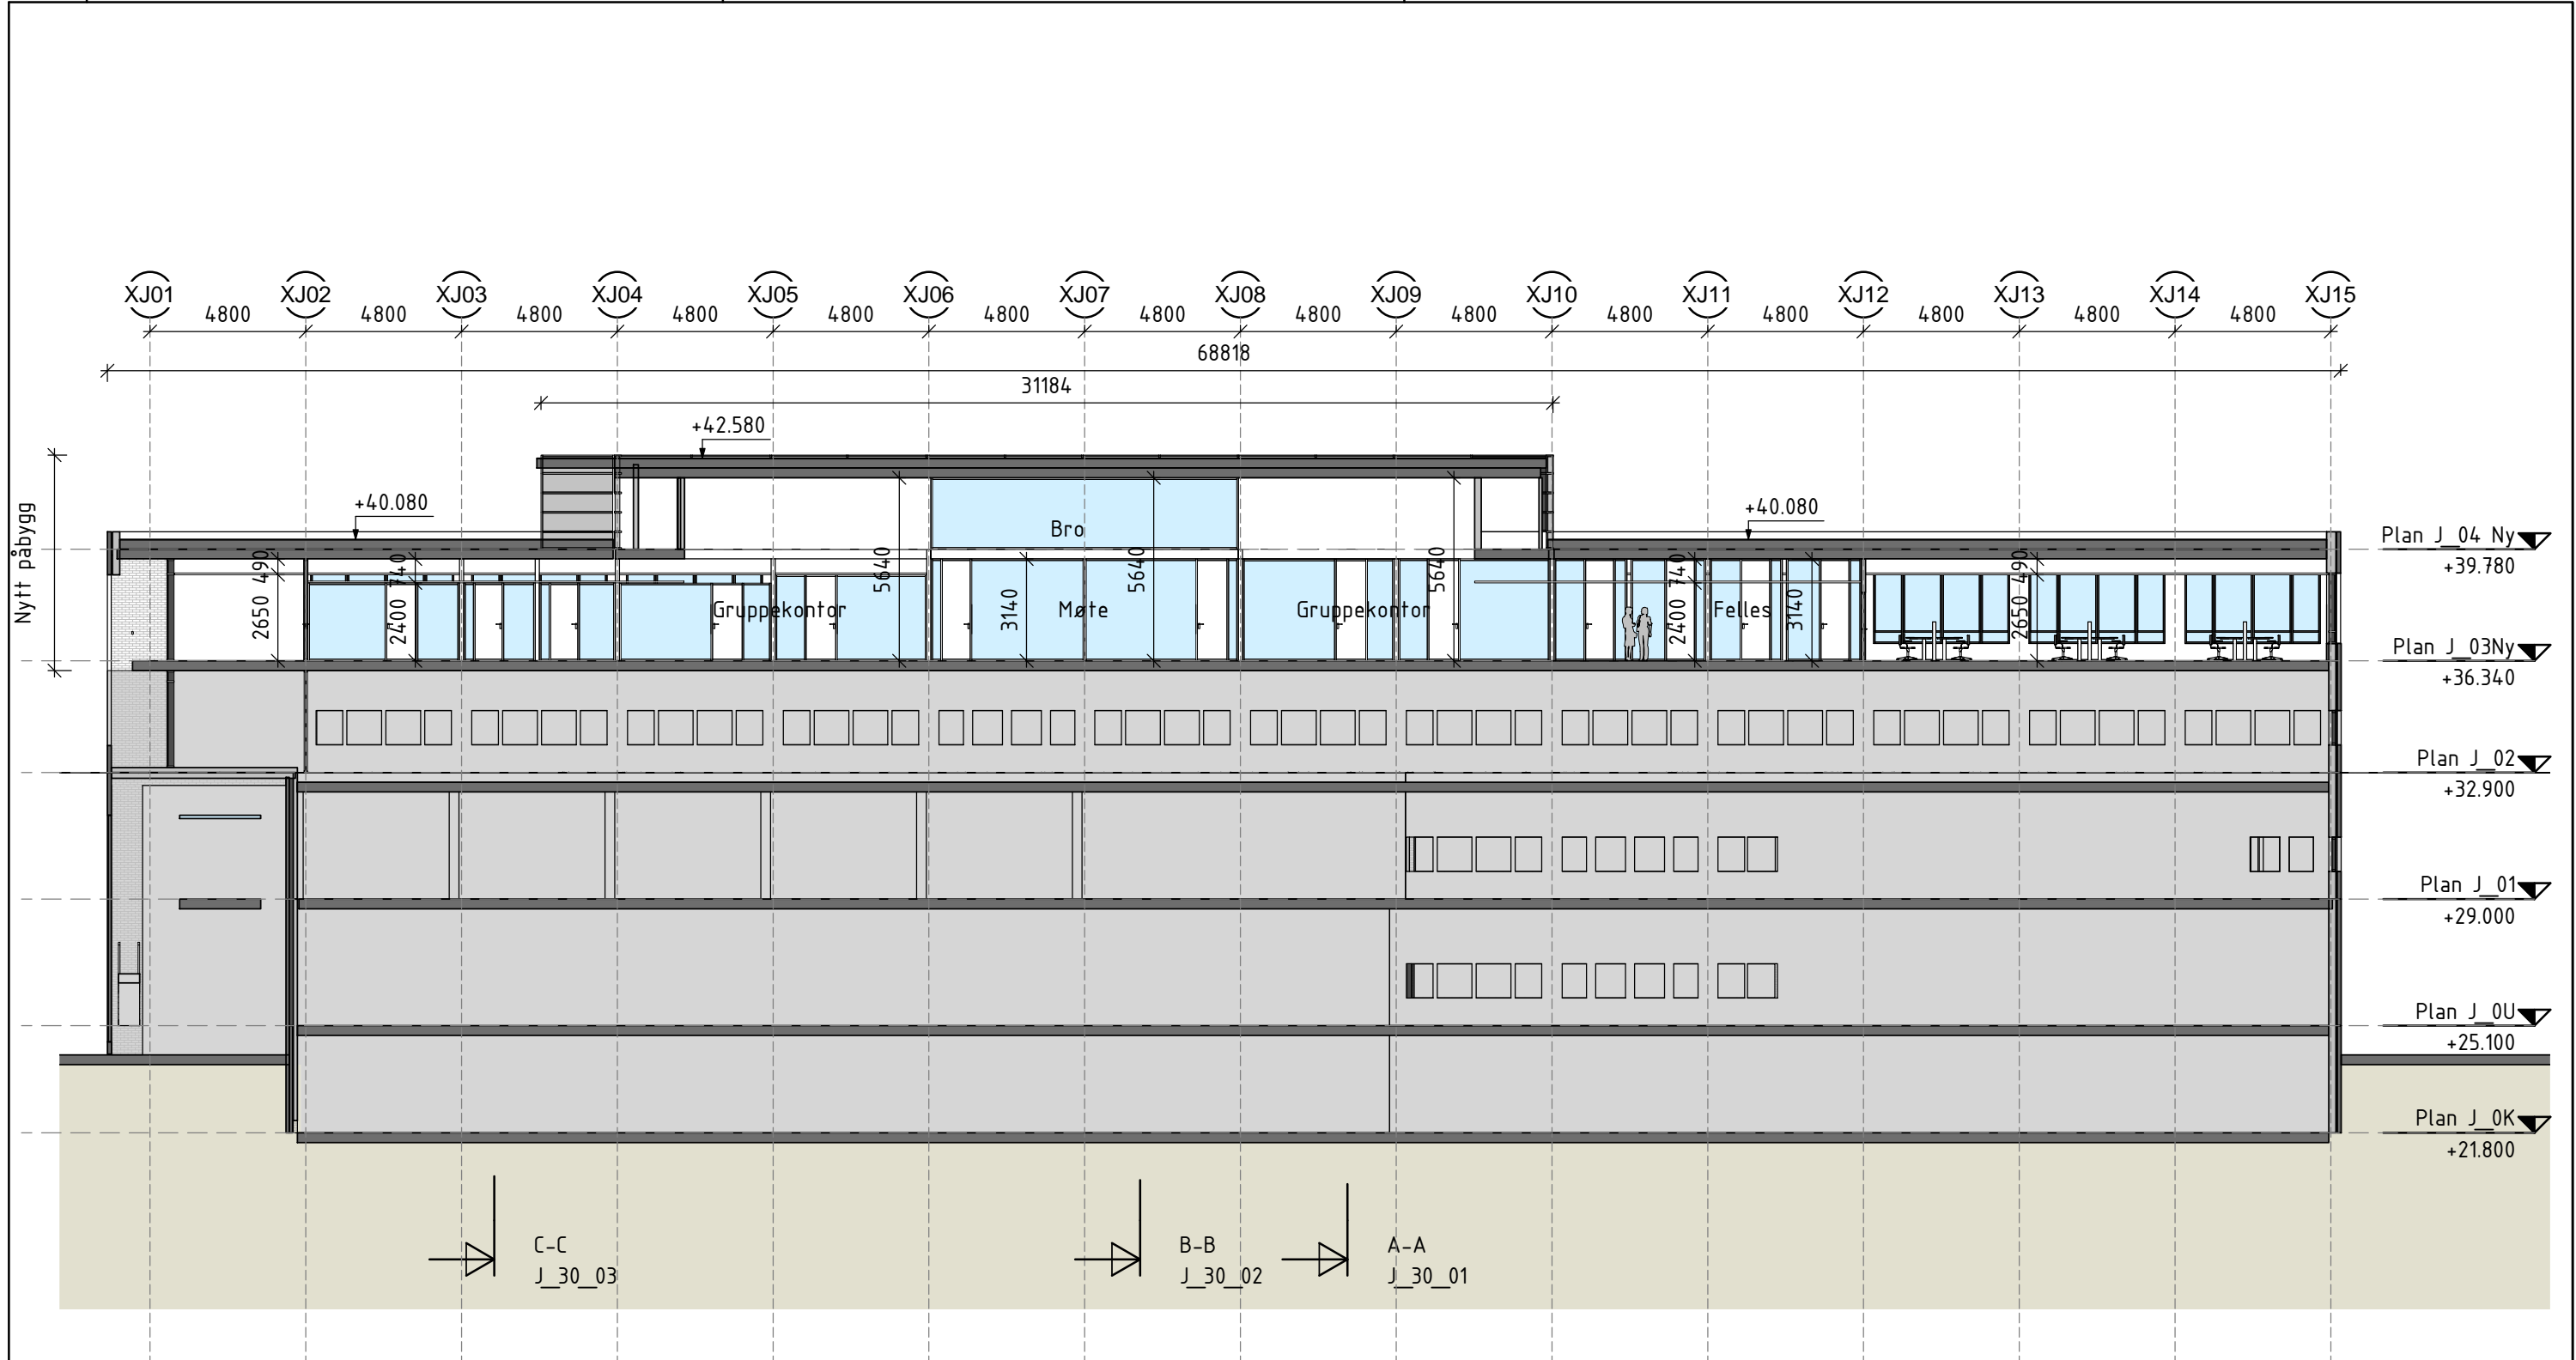 XJ01 XJ02 XJ03 XJ04 XJ05 XJ06 XJ07 XJ08 XJ09 XJ10 XJ11 XJ12 XJ13 XJ14 XJ15
4800 4800 4800 4800 4800 4800 4800 4800 4800 4800 4800 4800 4800 4800
68818
31184
+42.580
+40.080
+40.080
Nytt påbygg
Bro
Plan J_04 Ny
+39.780
490 740 5640 5640 5640 740 490
2650 2400 Gruppekontor 3140 Møte Gruppekontor 2400 Felles 3140 2650
Plan J_03Ny
+36.340
Plan J_02
+32.900
Plan J_01
+29.000
Plan J_0U
+25.100
Plan J_0K
+21.800
C-C
J_30_03
B-B
J_30_02
A-A
J_30_01